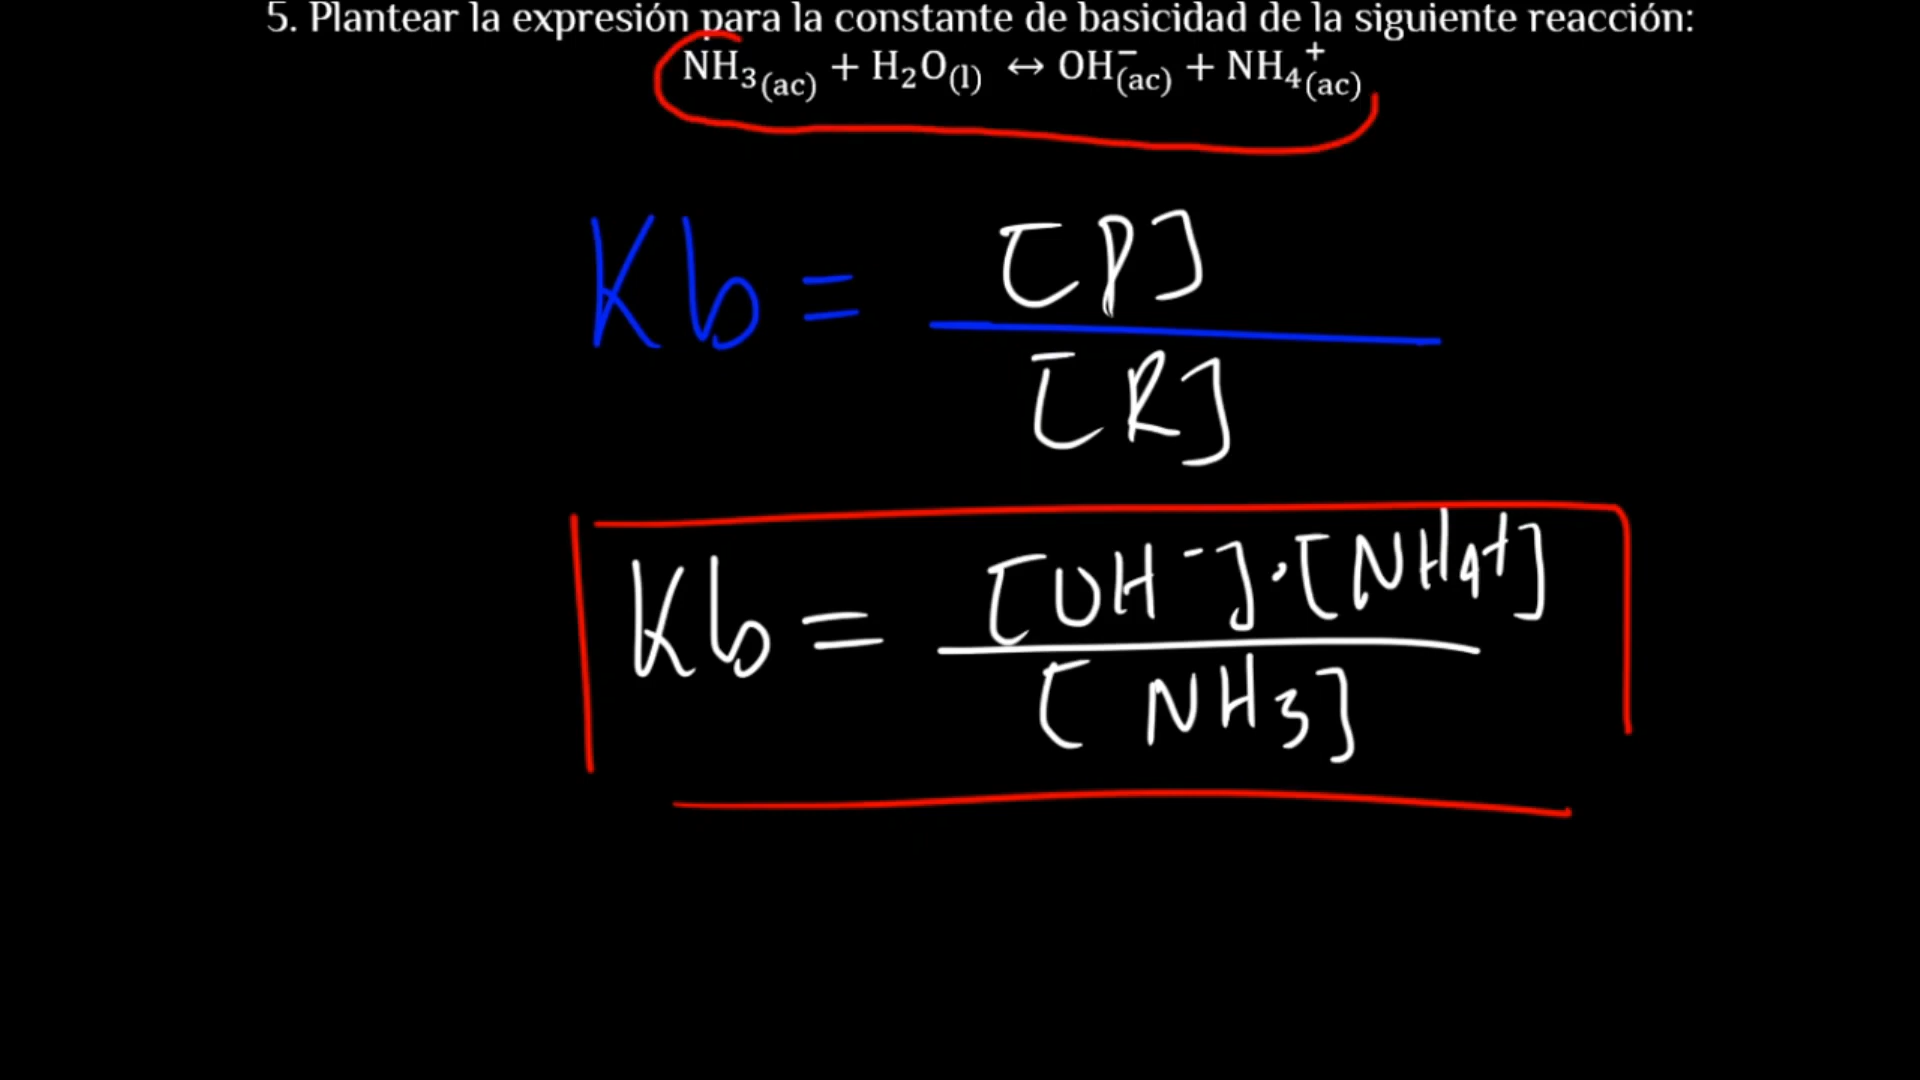 5. Plantear la expresión para la constante de basicidad de la siguiente reacción:
NH₃(ac) + H₂O(l) ↔ OH⁻(ac) + NH₄⁺(ac)
Kb = [P] / [R]
Kb = [OH⁻]·[NH4+] / [NH3]